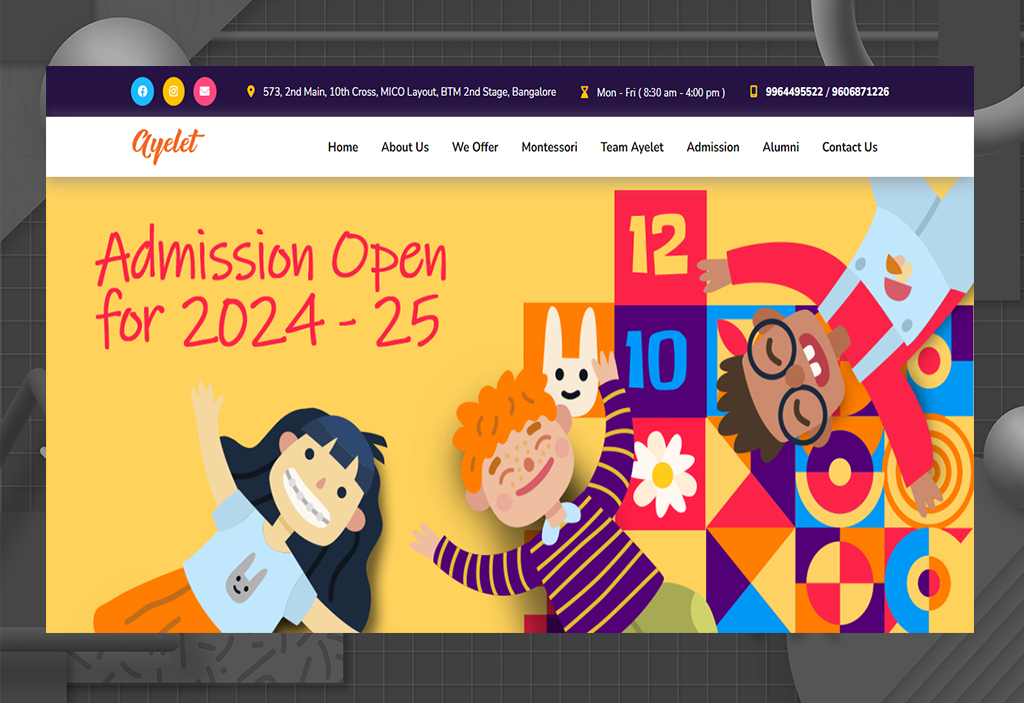 573, 2nd Main, 10th Cross, MICO Layout, BTM 2nd Stage, Bangalore
Mon - Fri ( 8:30 am - 4:00 pm )
9964495522 / 9606871226
Ayelet
Home
About Us
We Offer
Montessori
Team Ayelet
Admission
Alumni
Contact Us
Admission Open
for 2024 - 25
12
10